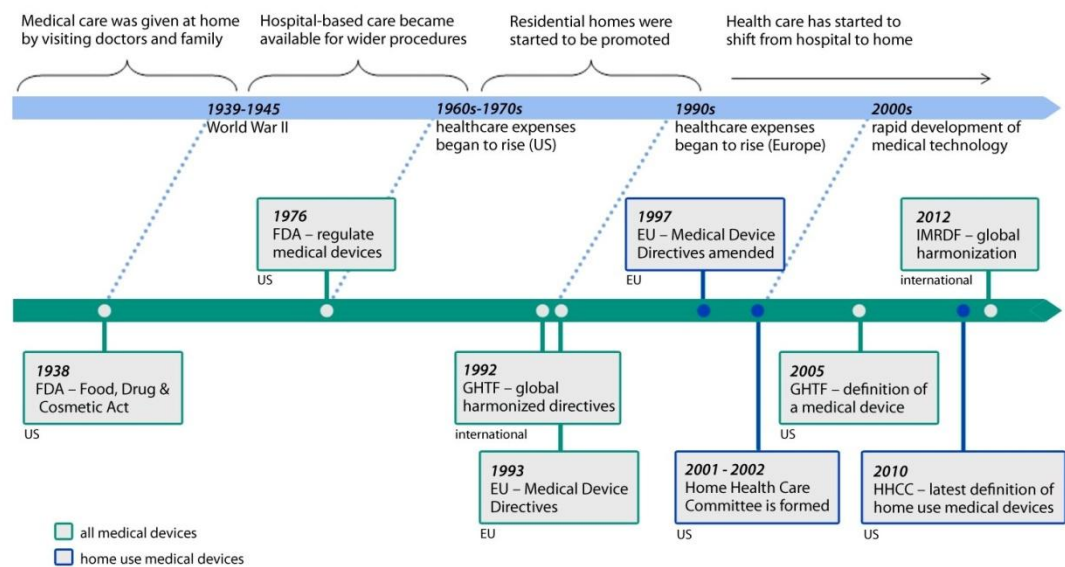 Medical care was given at home
by visiting doctors and family
Hospital-based care became
available for wider procedures
Residential homes were
started to be promoted
Health care has started to
shift from hospital to home
1939-1945
World War II
1960s-1970s
healthcare expenses
began to rise (US)
1990s
healthcare expenses
began to rise (Europe)
2000s
rapid development of
medical technology
1976
FDA – regulate
medical devices
US
1997
EU – Medical Device
Directives amended
EU
2012
IMRDF – global
harmonization
international
1938
FDA – Food, Drug &
Cosmetic Act
US
1992
GHTF – global
harmonized directives
international
1993
EU – Medical Device
Directives
EU
2001 - 2002
Home Health Care
Committee is formed
US
2005
GHTF – definition of
a medical device
US
2010
HHCC – latest definition of
home use medical devices
US
all medical devices
home use medical devices